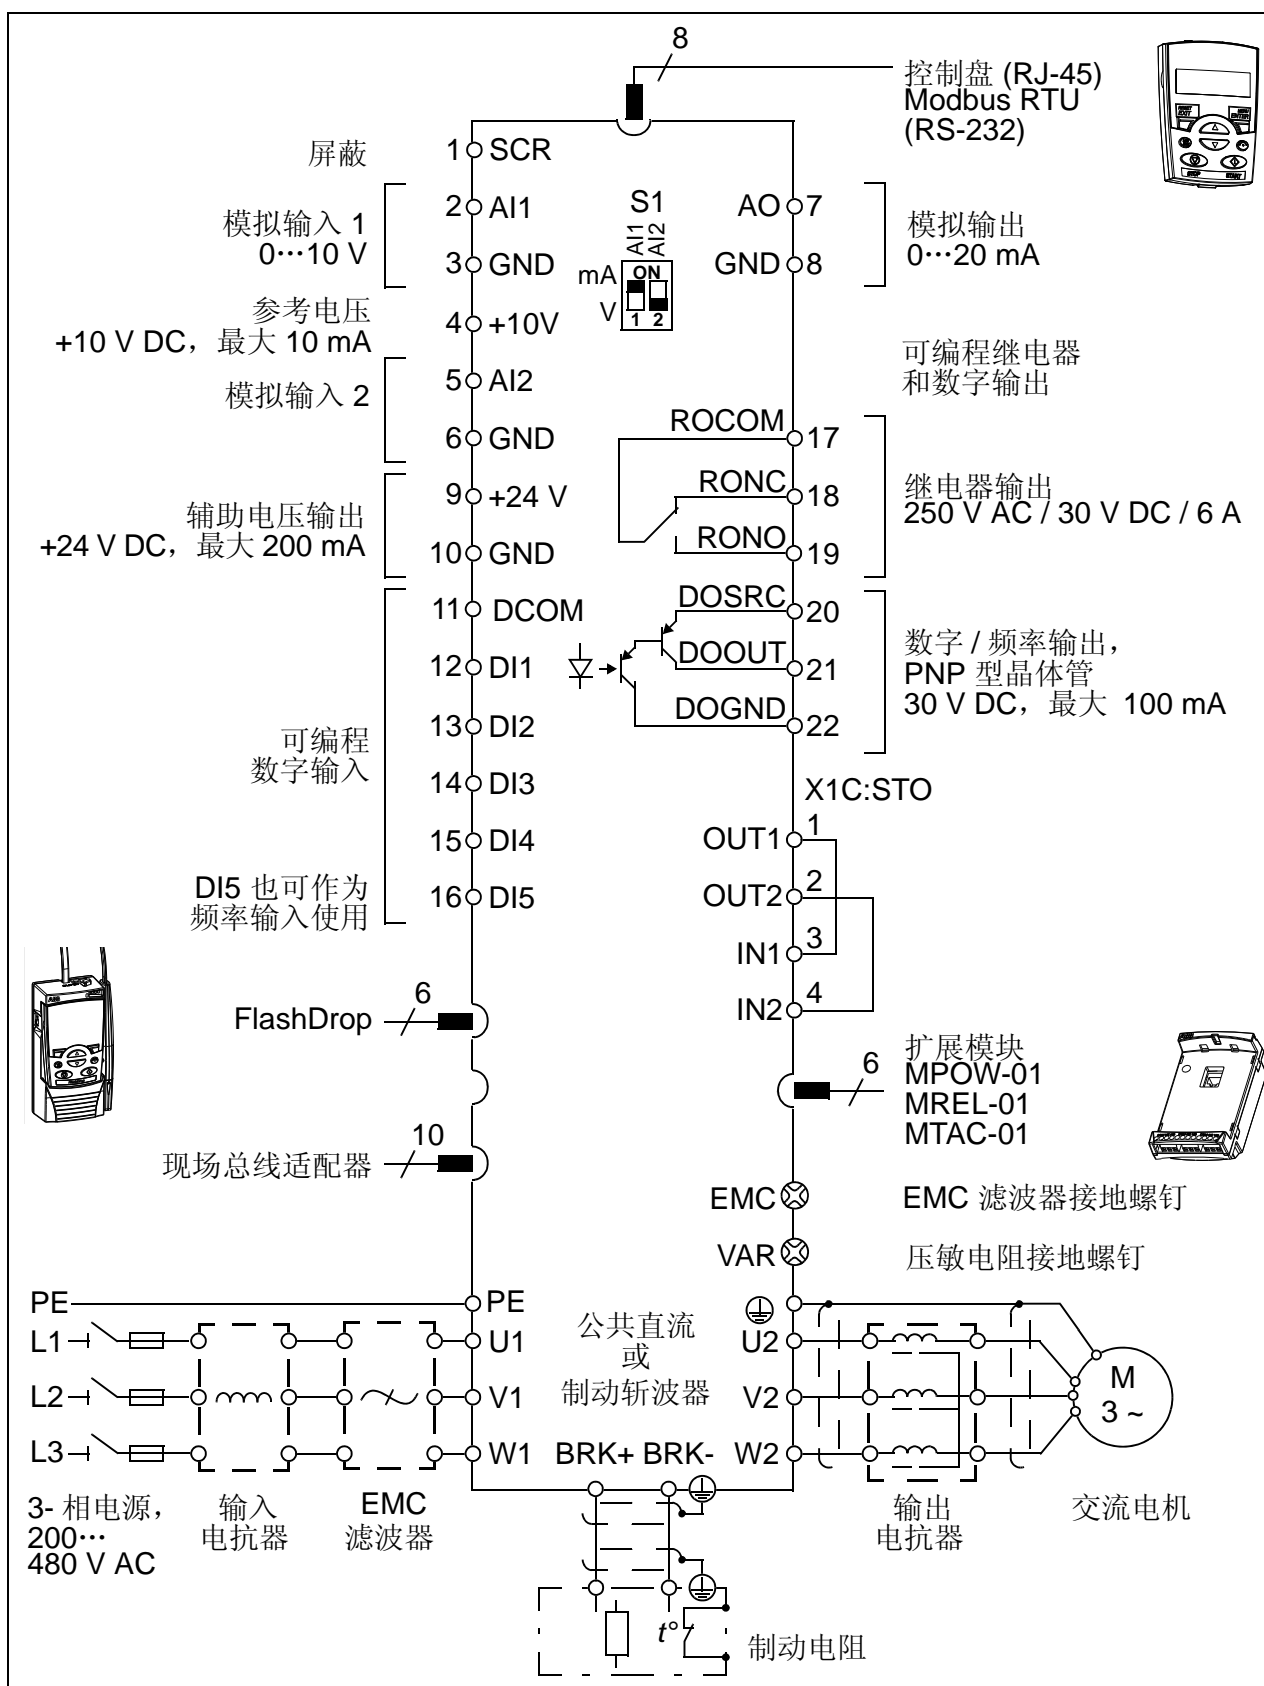 8
控制盘 (RJ-45)
Modbus RTU
(RS-232)
屏蔽
1 SCR
模拟输入 1
0…10 V
2 AI1
3 GND
S1
AI1
AI2
mA
V
ON
1 2
AO 7
GND 8
模拟输出
0…20 mA
参考电压
+10 V DC，最大 10 mA
4 +10V
模拟输入 2
5 AI2
6 GND
可编程继电器
和数字输出
辅助电压输出
+24 V DC，最大 200 mA
9 +24 V
10 GND
ROCOM 17
RONC 18
RONO 19
继电器输出
250 V AC / 30 V DC / 6 A
11 DCOM
12 DI1
13 DI2
14 DI3
15 DI4
16 DI5
可编程
数字输入
DI5 也可作为
频率输入使用
DOSRC 20
DOOUT 21
DOGND 22
数字 / 频率输出，
PNP 型晶体管
30 V DC，最大 100 mA
X1C:STO
OUT1 1
OUT2 2
IN1 3
IN2 4
FlashDrop 6
6
扩展模块
MPOW-01
MREL-01
MTAC-01
现场总线适配器 10
EMC
EMC 滤波器接地螺钉
VAR
压敏电阻接地螺钉
PE
PE
L1
U1
L2
V1
L3
W1
公共直流
或
制动斩波器
BRK+ BRK-
U2
V2
W2
M
3 ~
3- 相电源，
200…
480 V AC
输入
电抗器
EMC
滤波器
输出
电抗器
交流电机
t°
制动电阻